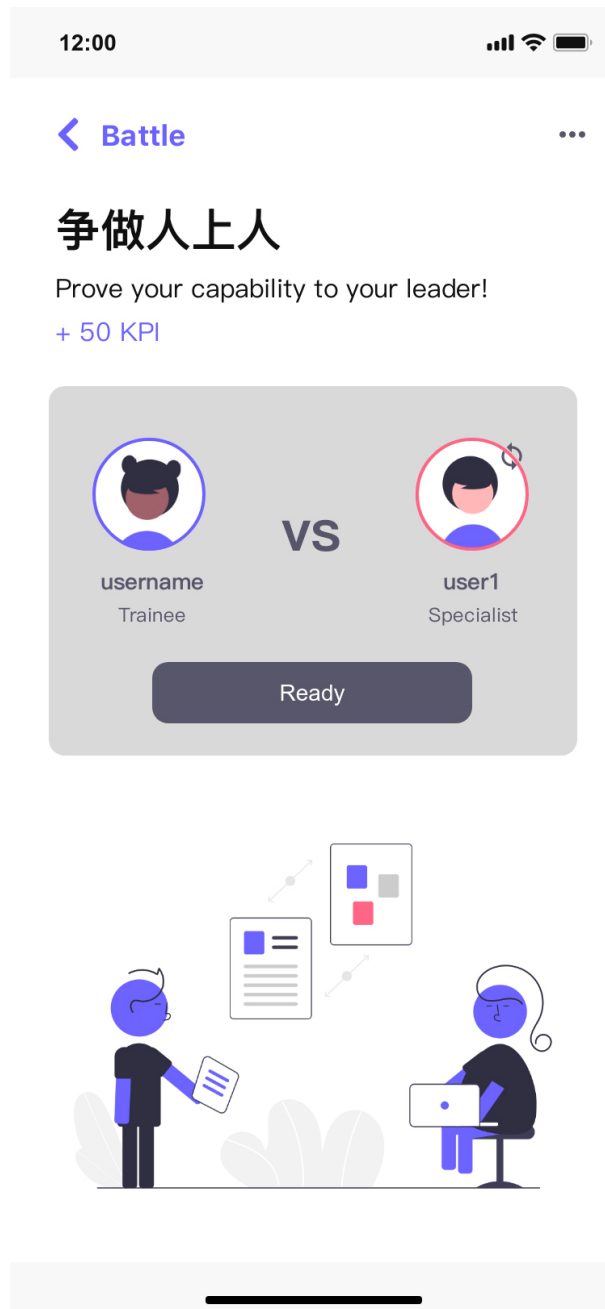 12:00
Battle
争做人上人
Prove your capability to your leader!
+ 50 KPI
VS
username
user1
Trainee
Specialist
Ready